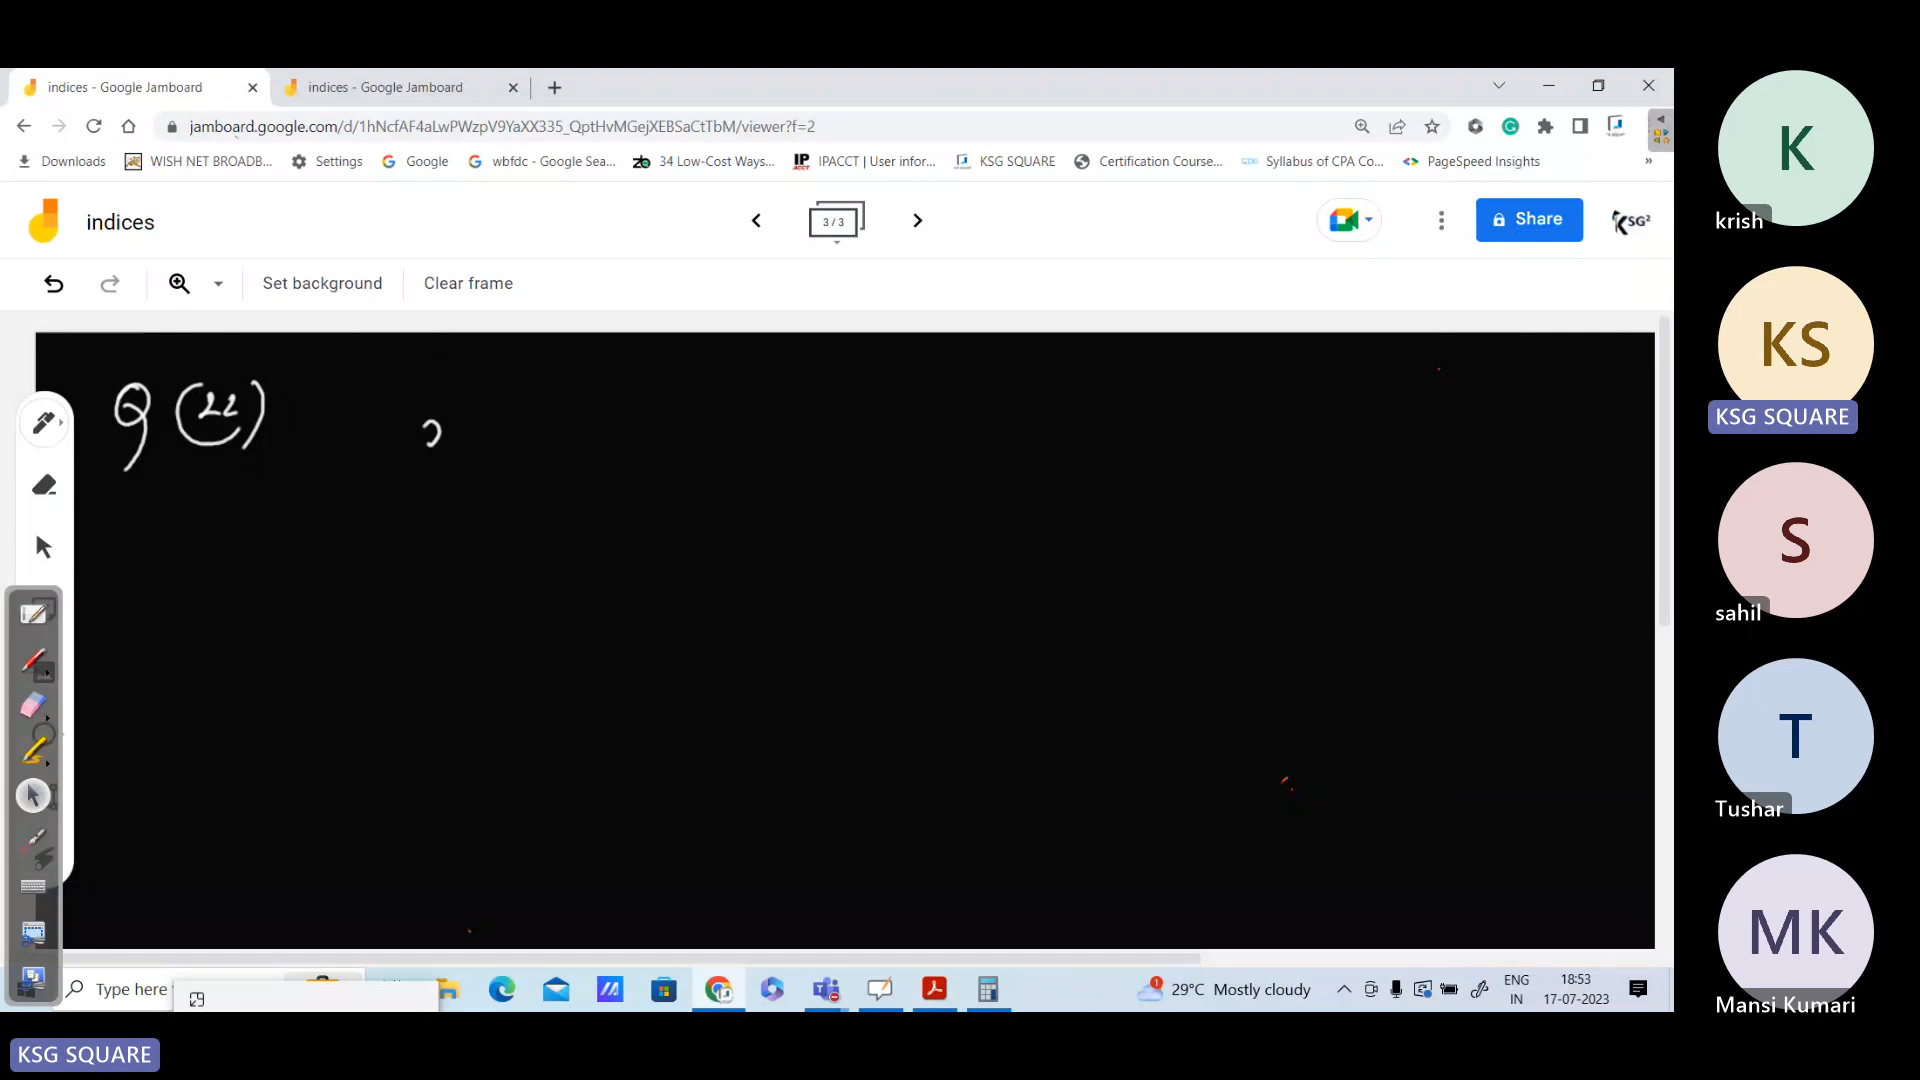 indices - Google Jamboard
indices - Google Jamboard
jamboard.google.com/d/1hNcfAF4aLwPWzpV9YaXX335_QptHvMGejXEBSaCtTbM/viewer?f=2
Downloads WISH NET BROADB... Settings Google wbfdc - Google Sea... 34 Low-Cost Ways... IPACCT | User infor... KSG SQUARE Certification Course... Syllabus of CPA Co... PageSpeed Insights »
indices 3 / 3 Share KSG²
Set background Clear frame
Q (22)
K
krish
KS
KSG SQUARE
S
sahil
T
Tushar
MK
Mansi Kumari
Type here 1 29°C Mostly cloudy ENG IN 18:53 17-07-2023
KSG SQUARE